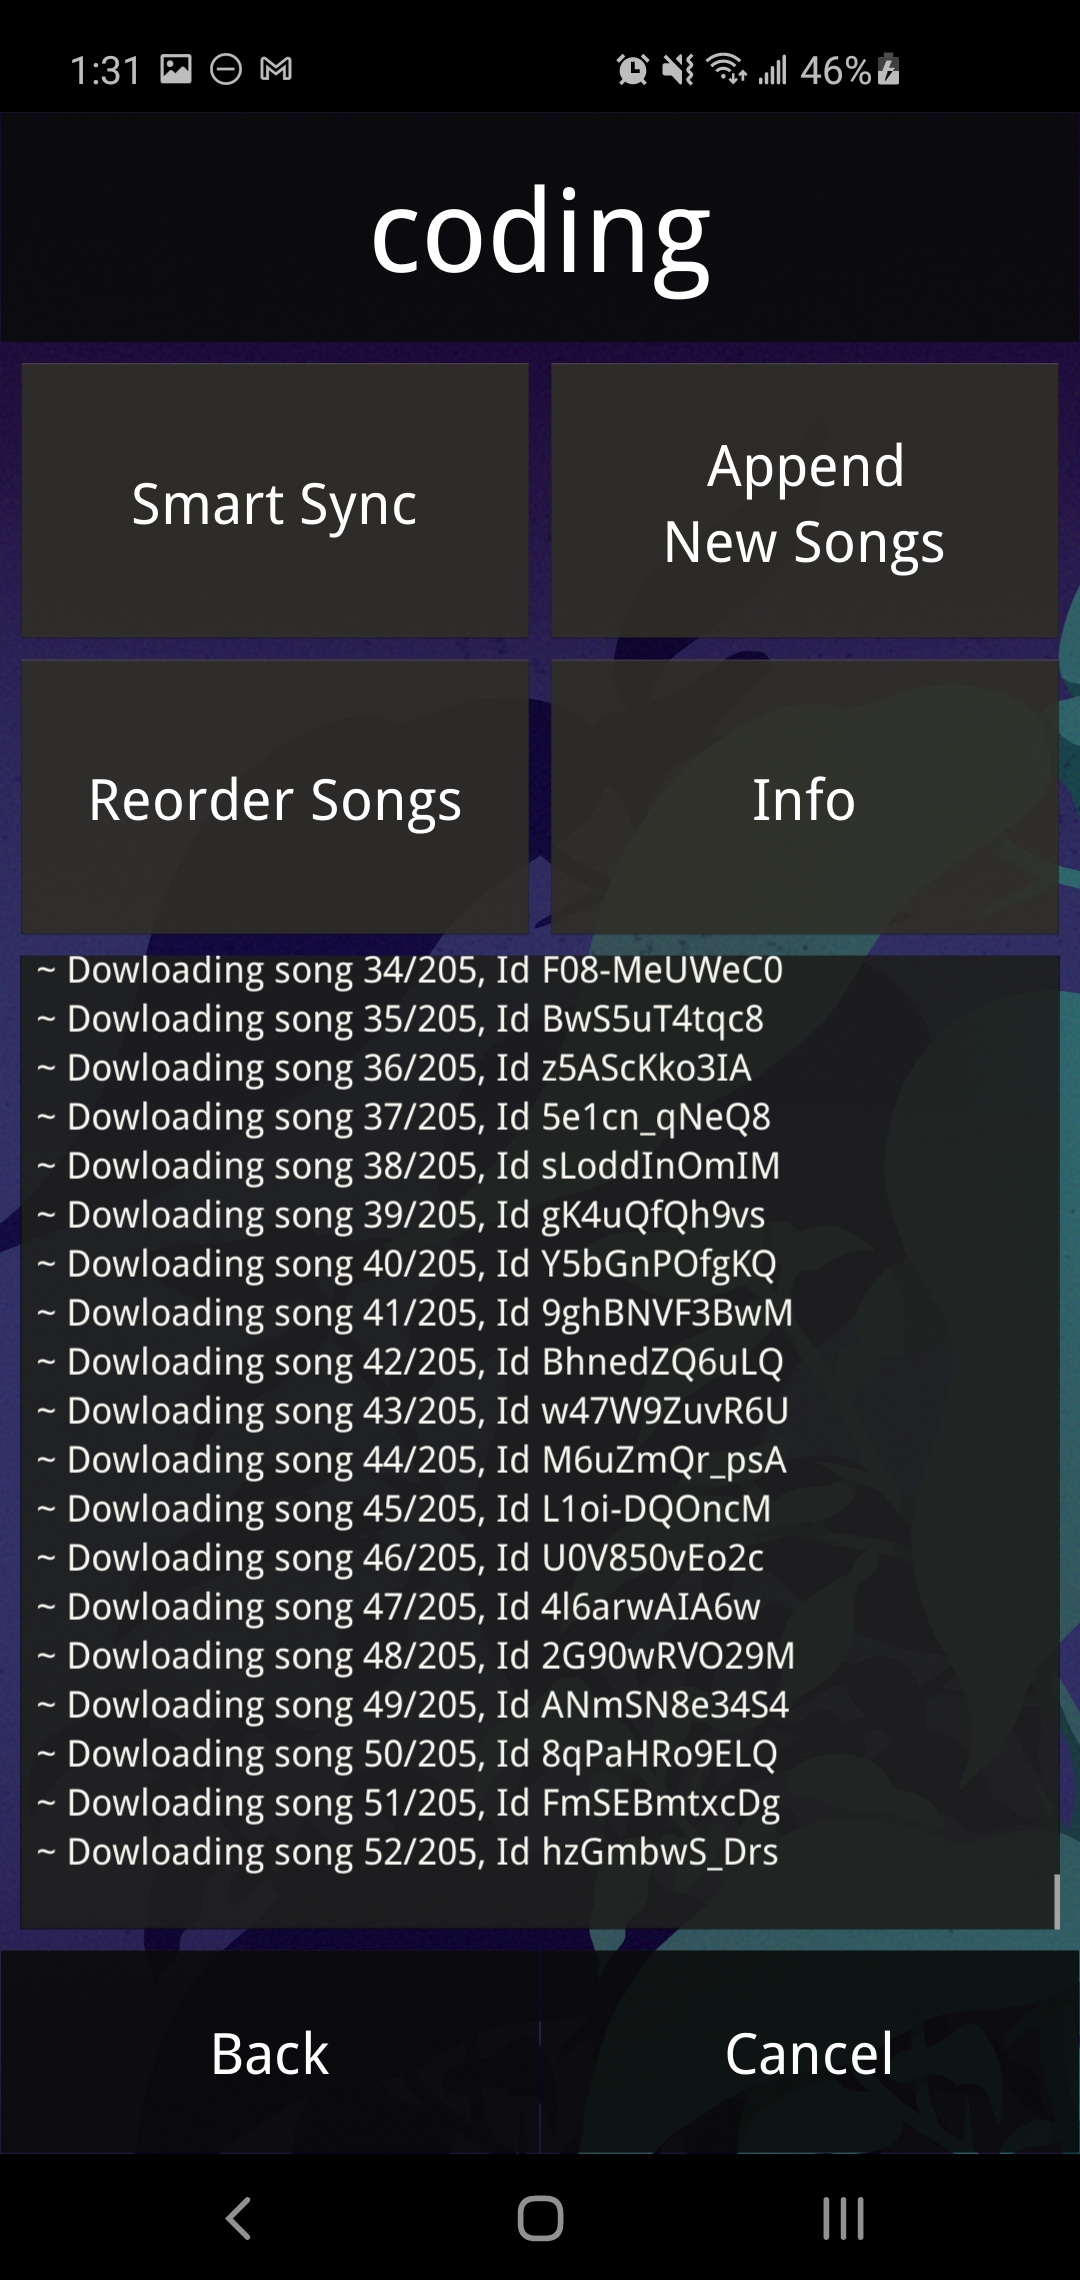 1:31
46%
coding
Smart Sync
Append
New Songs
Reorder Songs
Info
~ Dowloading song 34/205, Id F08-MeUWeC0
~ Dowloading song 35/205, Id BwS5uT4tqc8
~ Dowloading song 36/205, Id z5AScKko3IA
~ Dowloading song 37/205, Id 5e1cn_qNeQ8
~ Dowloading song 38/205, Id sLoddInOmIM
~ Dowloading song 39/205, Id gK4uQfQh9vs
~ Dowloading song 40/205, Id Y5bGnPOfgKQ
~ Dowloading song 41/205, Id 9ghBNVF3BwM
~ Dowloading song 42/205, Id BhnedZQ6uLQ
~ Dowloading song 43/205, Id w47W9ZuvR6U
~ Dowloading song 44/205, Id M6uZmQr_psA
~ Dowloading song 45/205, Id L1oi-DQOncM
~ Dowloading song 46/205, Id U0V850vEo2c
~ Dowloading song 47/205, Id 4l6arwAIA6w
~ Dowloading song 48/205, Id 2G90wRVO29M
~ Dowloading song 49/205, Id ANmSN8e34S4
~ Dowloading song 50/205, Id 8qPaHRo9ELQ
~ Dowloading song 51/205, Id FmSEBmtxcDg
~ Dowloading song 52/205, Id hzGmbwS_Drs
Back
Cancel